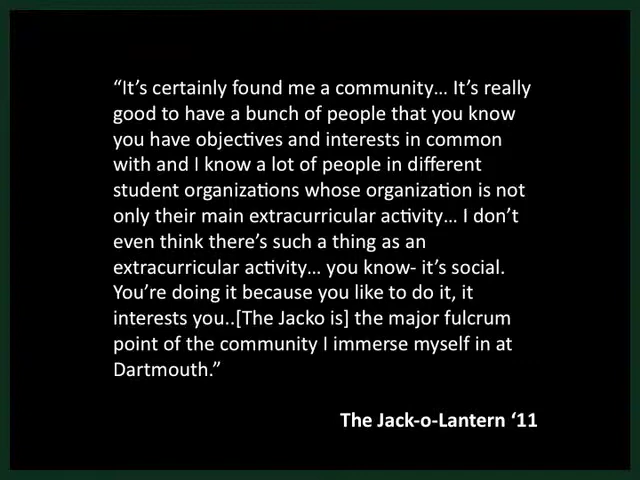 “It’s certainly found me a community… It’s really
good to have a bunch of people that you know
you have objectives and interests in common
with and I know a lot of people in different
student organizations whose organization is not
only their main extracurricular activity… I don’t
even think there’s such a thing as an
extracurricular activity… you know- it’s social.
You’re doing it because you like to do it, it
interests you..[The Jacko is] the major fulcrum
point of the community I immerse myself in at
Dartmouth.”
The Jack-o-Lantern ‘11